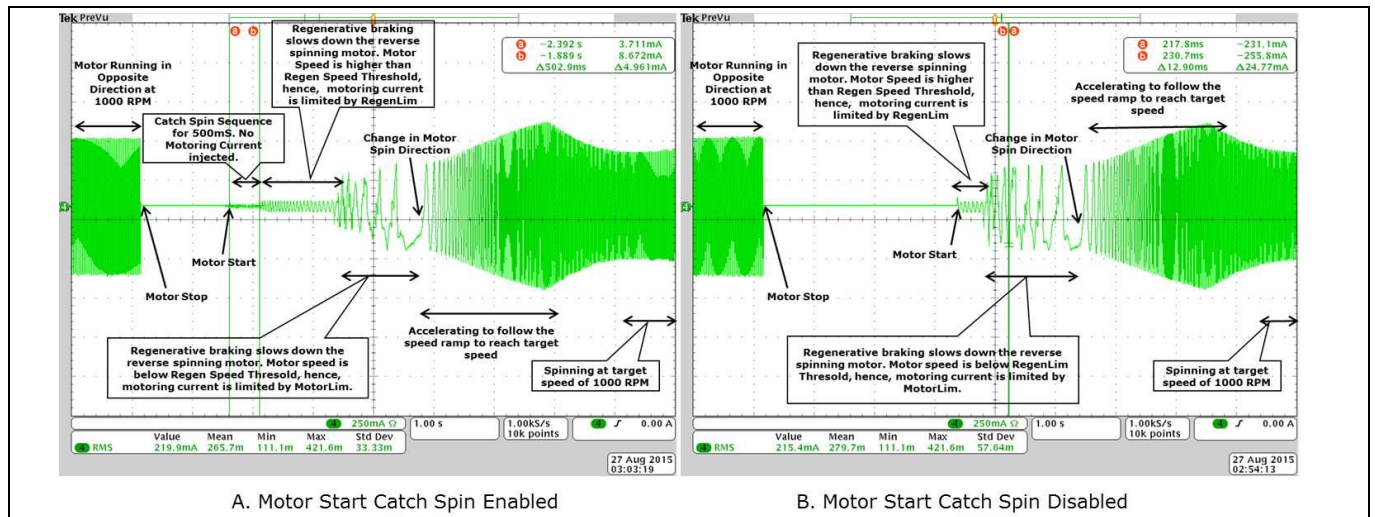 Tek PreVu
a −2.392 s 3.711mA
b −1.889 s 8.672mA
Δ502.9ms Δ4.961mA
Motor Running in
Opposite
Direction at
1000 RPM
Regenerative braking
slows down the reverse
spinning motor. Motor
Speed is higher than
Regen Speed Threshold,
hence, motoring current
is limited by RegenLim
Catch Spin Sequence
for 500mS. No
Motoring Current
injected.
Change in Motor
Spin Direction
Motor Start
Motor Stop
Accelerating to follow the
speed ramp to reach target
speed
Regenerative braking slows down the
reverse spinning motor. Motor speed is
below Regen Speed Thresold, hence,
motoring current is limited by MotorLim.
Spinning at target
speed of 1000 RPM
4 250mA Ω 1.00 s 1.00kS/s 4 0.00 A
10k points
Value Mean Min Max Std Dev
4 RMS 219.9mA 265.7m 111.1m 421.6m 33.33m
27 Aug 2015
03:03:19
A. Motor Start Catch Spin Enabled
Tek PreVu
a 217.8ms −231.1mA
b 230.7ms −255.8mA
Δ12.90ms Δ24.77mA
Motor Running in
Opposite
Direction at
1000 RPM
Regenerative braking slows
down the reverse spinning
motor. Motor Speed is higher
than Regen Speed Threshold,
hence, motoring current is
limited by RegenLim
Accelerating to follow the
speed ramp to reach target
speed
Change in Motor
Spin Direction
Motor Start
Motor Stop
Regenerative braking slows down the reverse
spinning motor. Motor speed is below RegenLim
Thresold, hence, motoring current is limited by
MotorLim.
Spinning at target
speed of 1000 RPM
4 250mA Ω 1.00 s 1.00kS/s 4 0.00 A
10k points
Value Mean Min Max Std Dev
4 RMS 215.4mA 279.7m 111.1m 421.6m 57.64m
27 Aug 2015
02:54:13
B. Motor Start Catch Spin Disabled